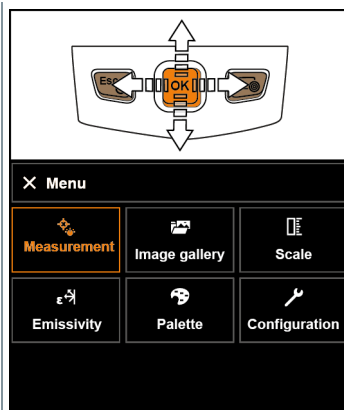 Esc
OK
Menu
Measurement
Image gallery
Scale
ε
Emissivity
Palette
Configuration